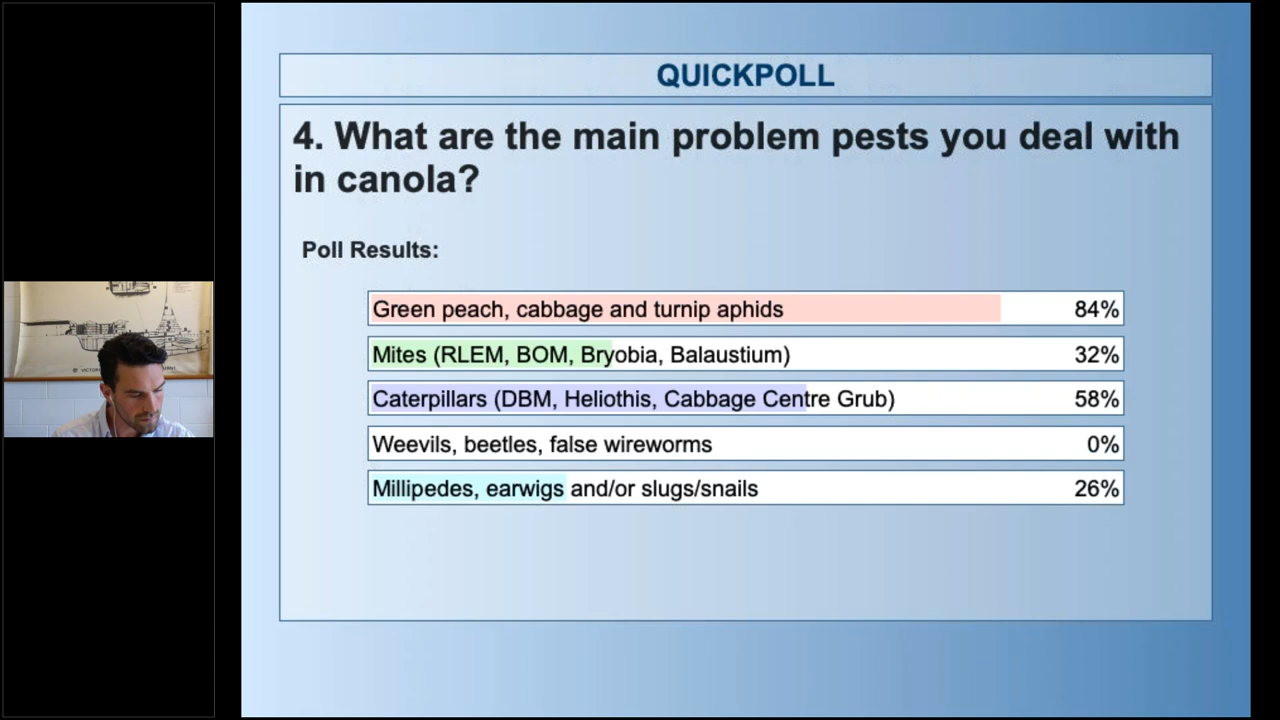 QUICKPOLL
4. What are the main problem pests you deal with
in canola?
Poll Results:
Green peach, cabbage and turnip aphids 84%
Mites (RLEM, BOM, Bryobia, Balaustium) 32%
Caterpillars (DBM, Heliothis, Cabbage Centre Grub) 58%
Weevils, beetles, false wireworms 0%
Millipedes, earwigs and/or slugs/snails 26%